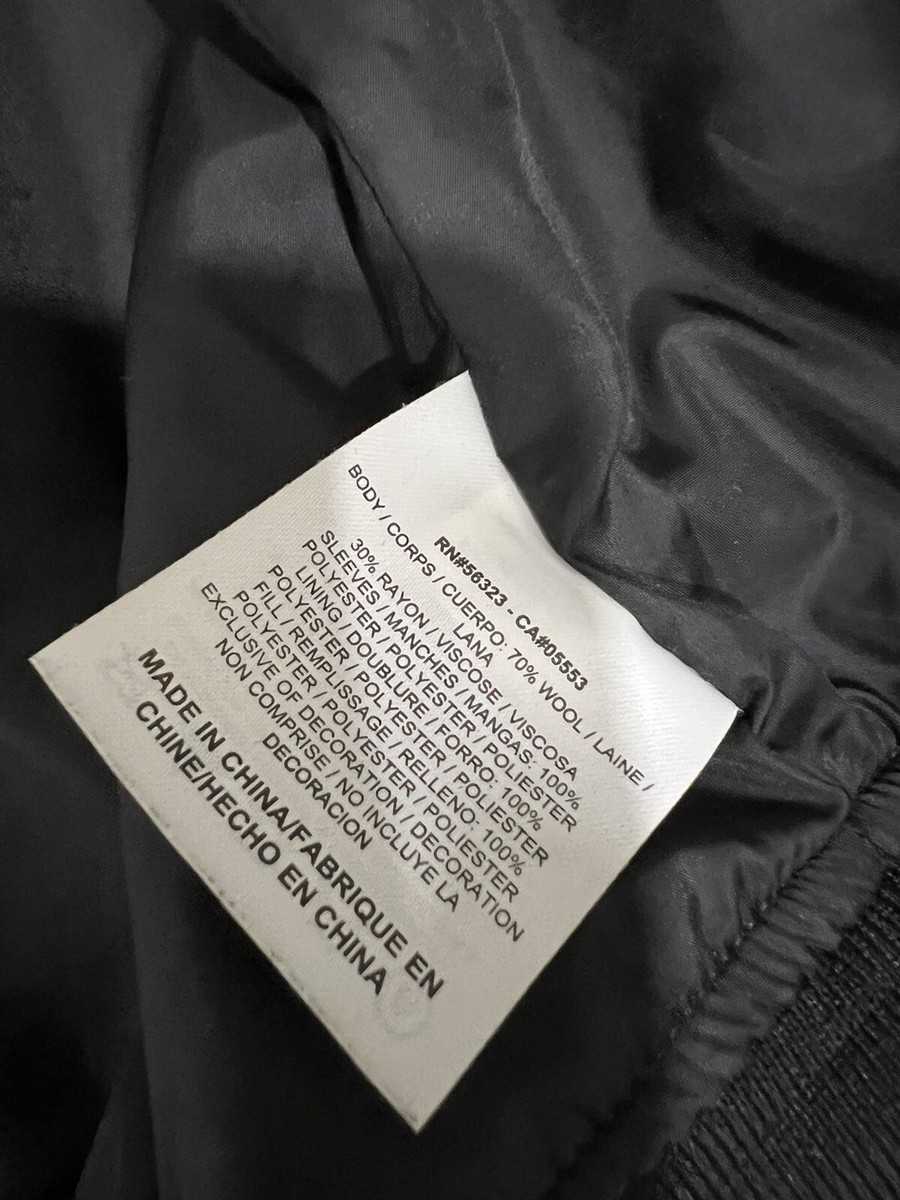 RN#56323 - CA#05553
BODY / CORPS / CUERPO: 70% WOOL / LAINE /
LANA
30% RAYON / VISCOSE / VISCOSA
SLEEVES / MANCHES / MANGAS: 100%
POLYESTER / POLYESTER / POLIESTER
LINING / DOUBLURE / FORRO: 100%
POLYESTER / POLYESTER / POLIESTER
FILL / REMPLISSAGE / RELLENO: 100%
POLYESTER / POLYESTER / POLIESTER
EXCLUSIVE OF DECORATION / DECORATION
NON COMPRISE / NO INCLUYE LA
DECORACION
MADE IN CHINA/FABRIQUE EN
CHINE/HECHO EN CHINA